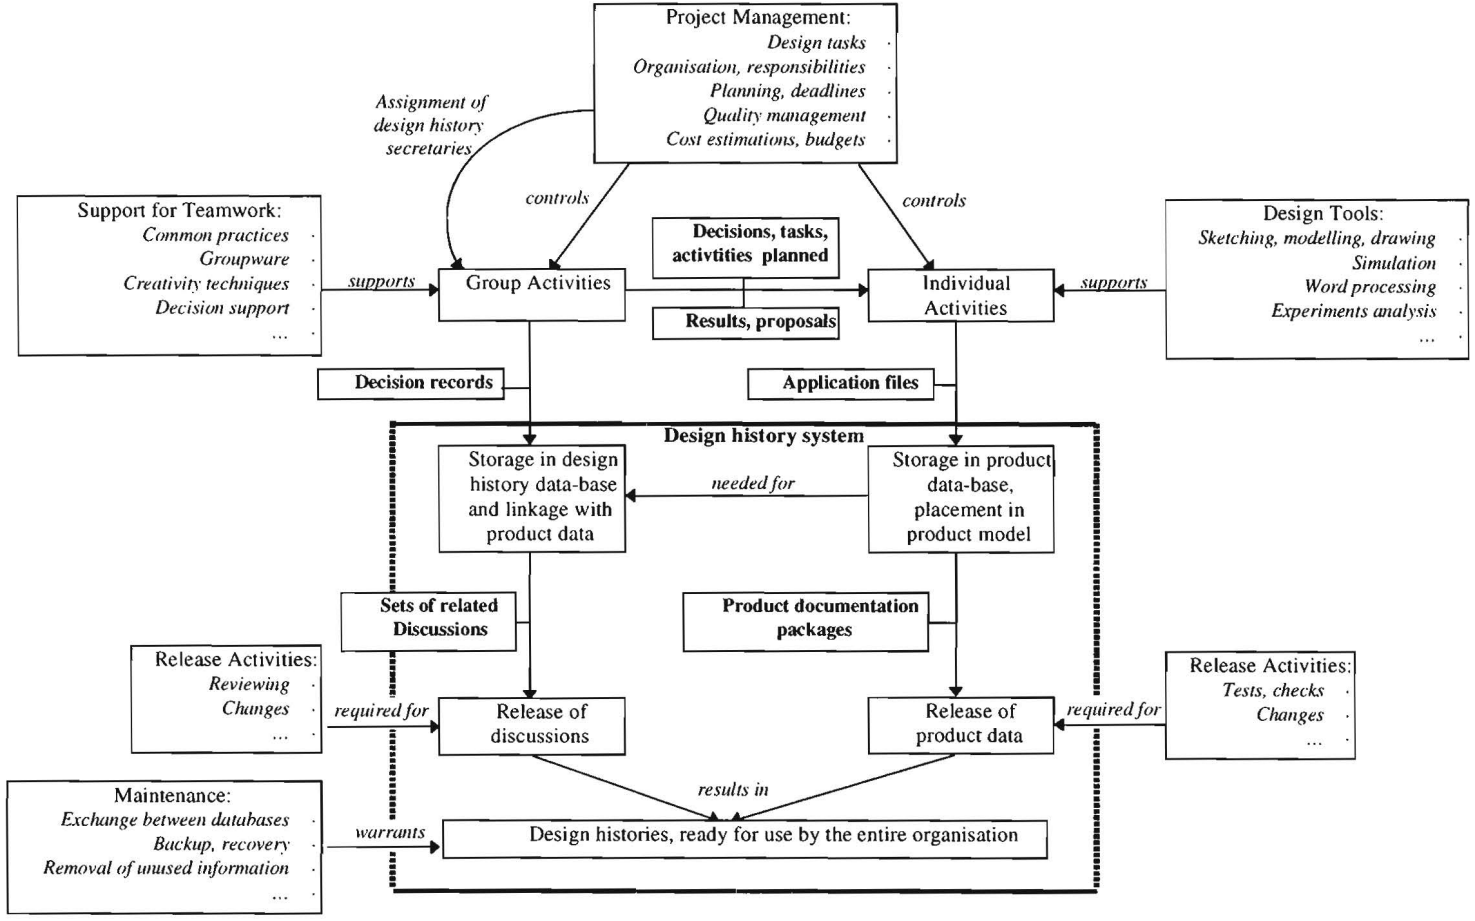 Project Management:
Design tasks ·
Organisation, responsibilities ·
Planning, deadlines ·
Quality management ·
Cost estimations, budgets ·
Assignment of
design history
secretaries
controls
controls
Support for Teamwork:
Common practices ·
Groupware ·
Creativity techniques ·
Decision support ·
... ·
supports
Group Activities
Decisions, tasks,
activtities planned
Results, proposals
Individual
Activities
supports
Design Tools:
Sketching, modelling, drawing ·
Simulation ·
Word processing ·
Experiments analysis ·
... ·
Decision records
Application files
Design history system
Storage in design
history data-base
and linkage with
product data
needed for
Storage in product
data-base,
placement in
product model
Sets of related
Discussions
Product documentation
packages
Release Activities:
Reviewing ·
Changes ·
... ·
required for
Release of
discussions
Release of
product data
required for
Release Activities:
Tests, checks ·
Changes ·
... ·
results in
Maintenance:
Exchange between databases ·
Backup, recovery ·
Removal of unused information ·
... ·
warrants
Design histories, ready for use by the entire organisation